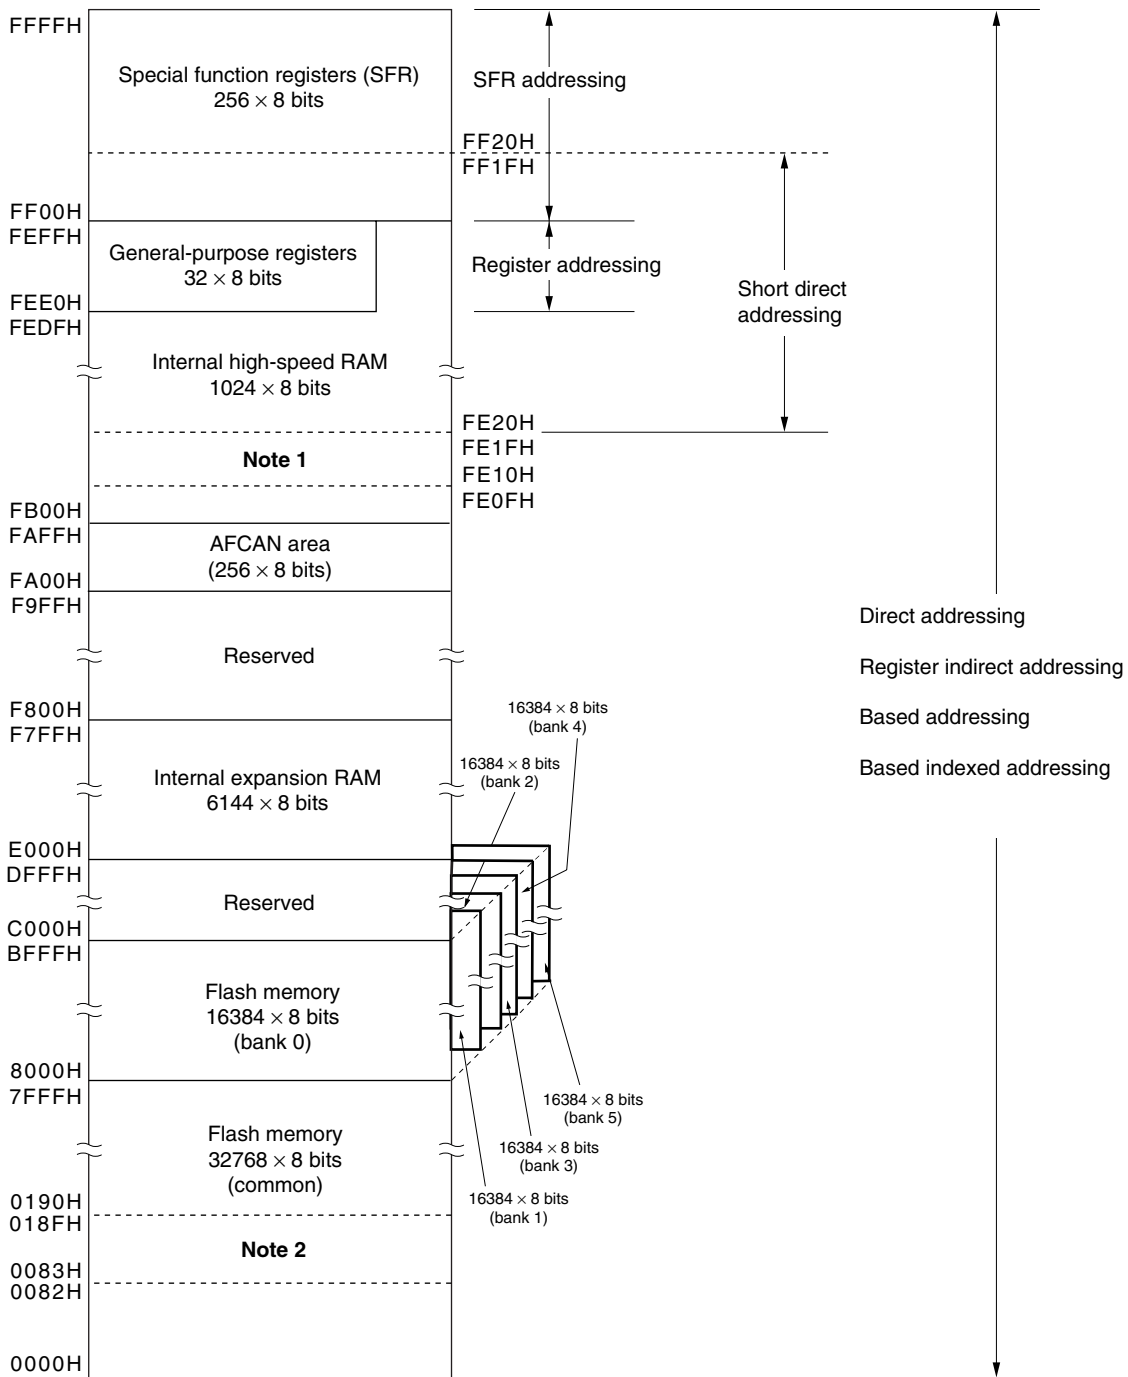 FFFFH
Special function registers (SFR)
256 × 8 bits
SFR addressing
FF20H
FF1FH
FF00H
FEFFH
General-purpose registers
32 × 8 bits
Register addressing
FEE0H
FEDFH
Short direct
addressing
Internal high-speed RAM
1024 × 8 bits
FE20H
FE1FH
Note 1
FE10H
FE0FH
FB00H
FAFFH
AFCAN area
(256 × 8 bits)
FA00H
F9FFH
Direct addressing
Reserved
Register indirect addressing
F800H
F7FFH
16384 × 8 bits
(bank 4)
Based addressing
16384 × 8 bits
(bank 2)
Based indexed addressing
Internal expansion RAM
6144 × 8 bits
E000H
DFFFH
Reserved
C000H
BFFFH
Flash memory
16384 × 8 bits
(bank 0)
8000H
7FFFH
16384 × 8 bits
(bank 5)
Flash memory
32768 × 8 bits
(common)
16384 × 8 bits
(bank 3)
16384 × 8 bits
(bank 1)
0190H
018FH
Note 2
0083H
0082H
0000H